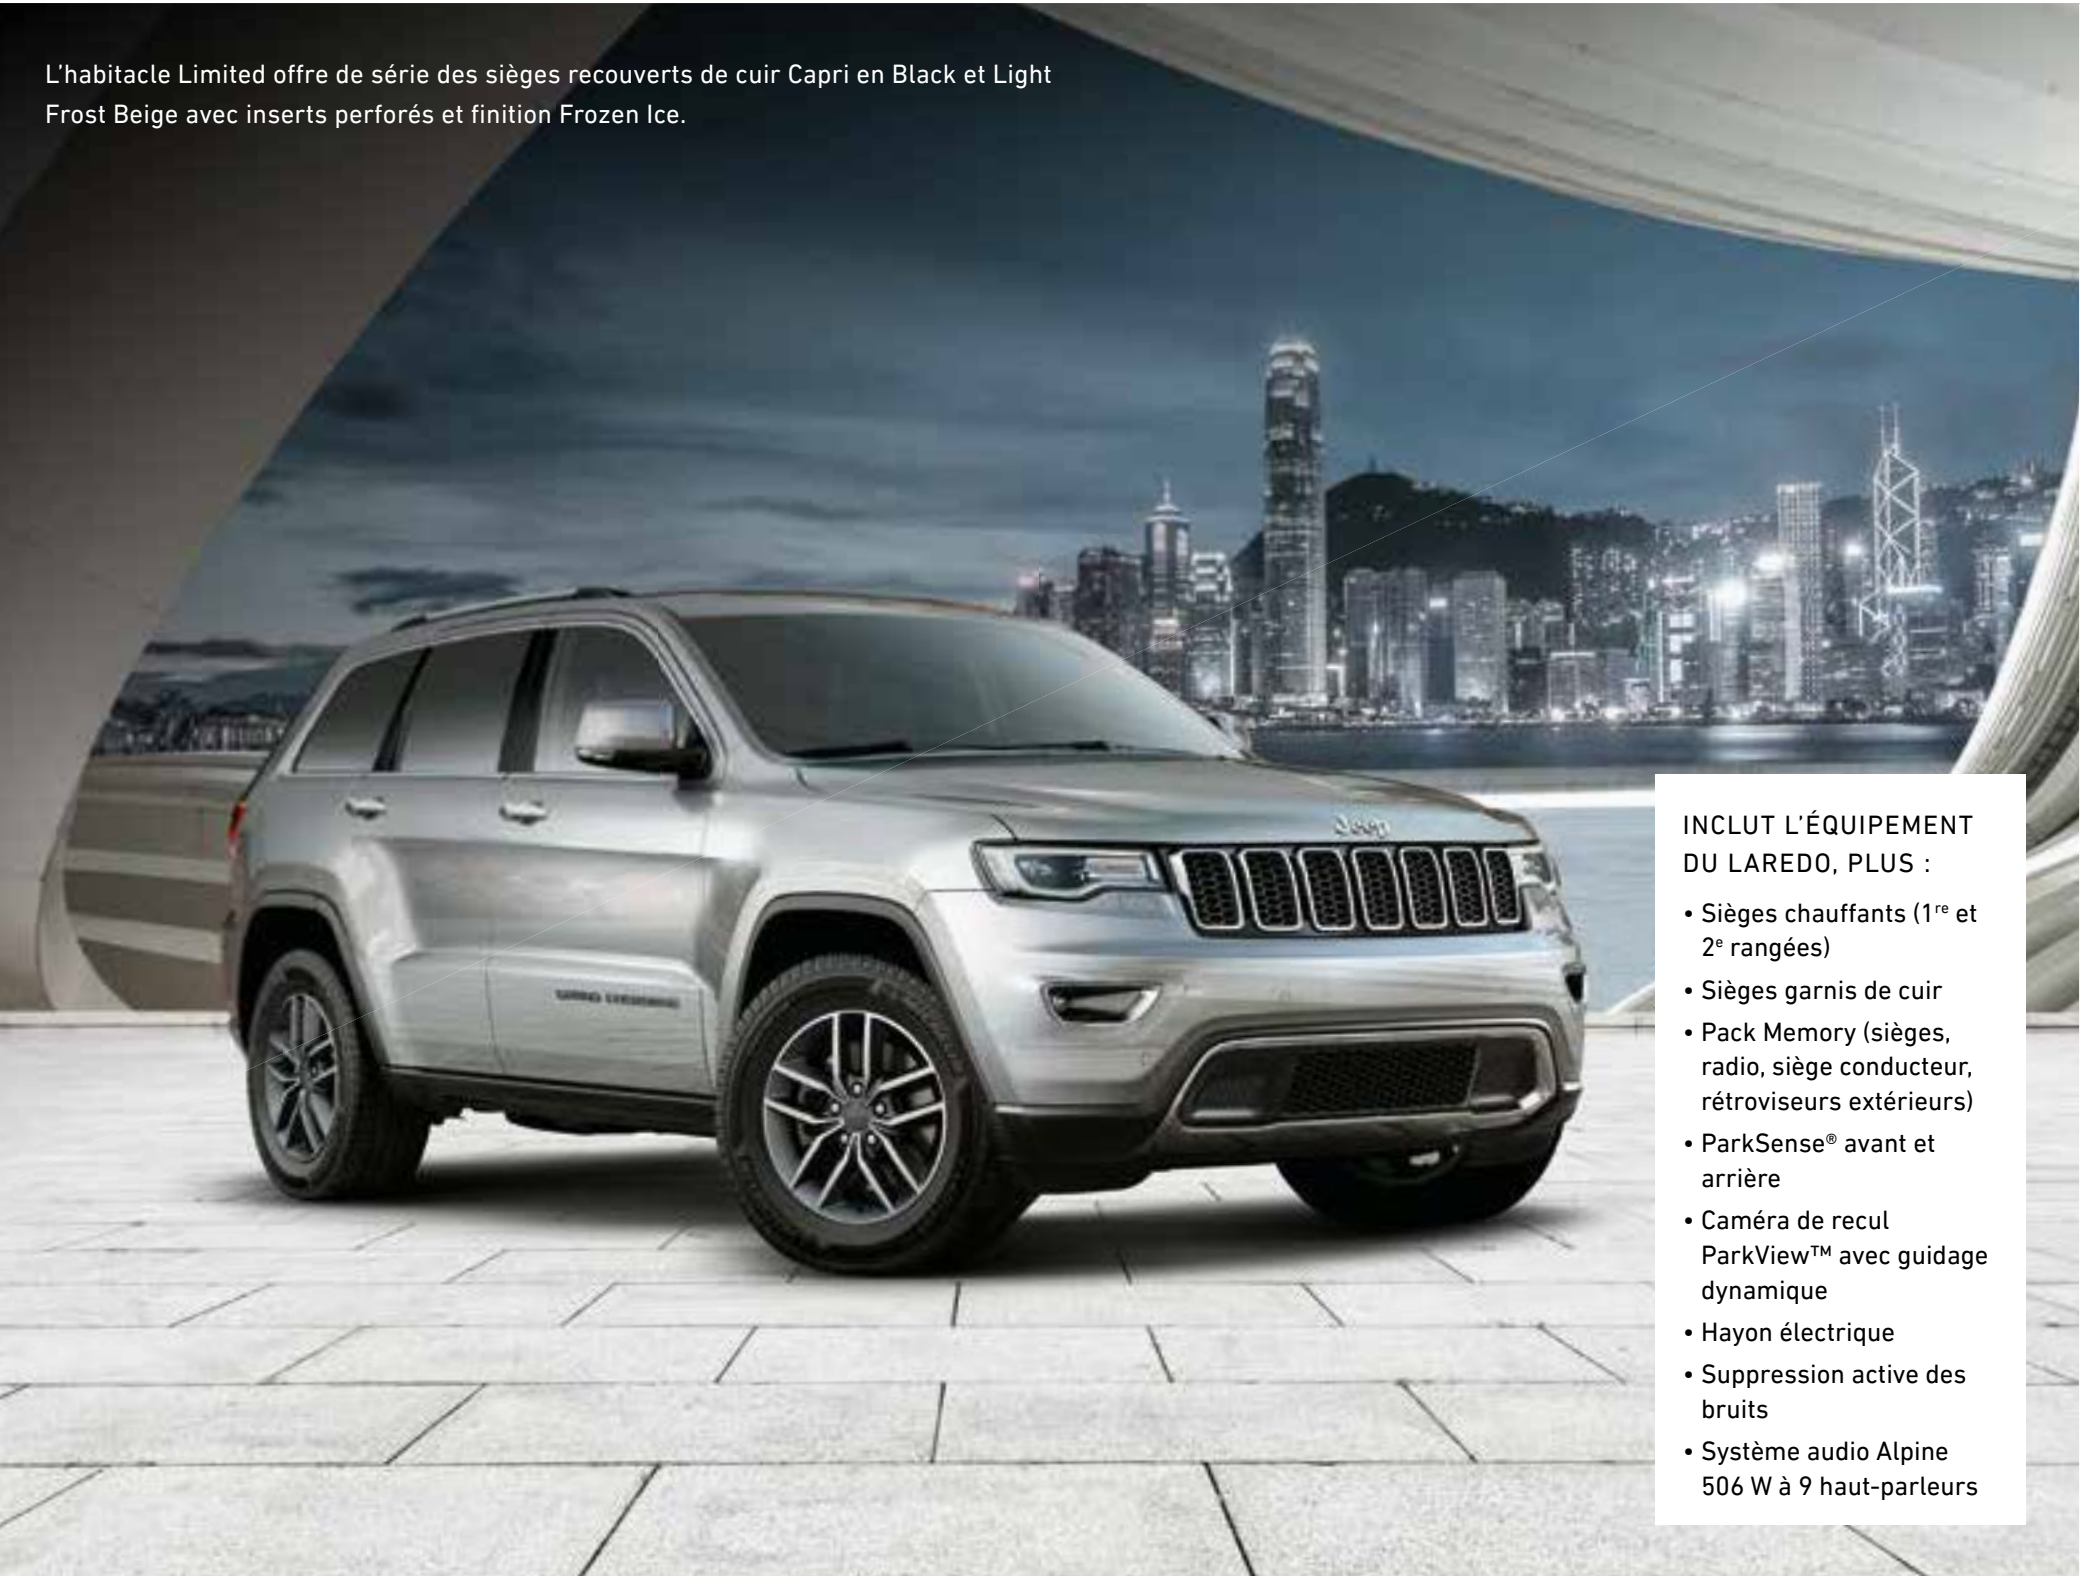 L'habitacle Limited offre de série des sièges recouverts de cuir Capri en Black et Light
Frost Beige avec inserts perforés et finition Frozen Ice.
Jeep
GRAND CHEROKEE
INCLUT L'ÉQUIPEMENT
DU LAREDO, PLUS :
• Sièges chauffants (1re et
2e rangées)
• Sièges garnis de cuir
• Pack Memory (sièges,
radio, siège conducteur,
rétroviseurs extérieurs)
• ParkSense® avant et
arrière
• Caméra de recul
ParkView™ avec guidage
dynamique
• Hayon électrique
• Suppression active des
bruits
• Système audio Alpine
506 W à 9 haut-parleurs